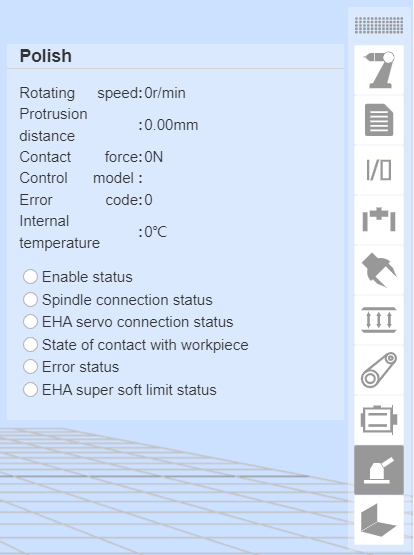 Polish
Rotating speed:0r/min
Protrusion
distance :0.00mm
Contact force:0N
Control model :
Error code:0
Internal
temperature :0℃
Enable status
Spindle connection status
EHA servo connection status
State of contact with workpiece
Error status
EHA super soft limit status
I/O